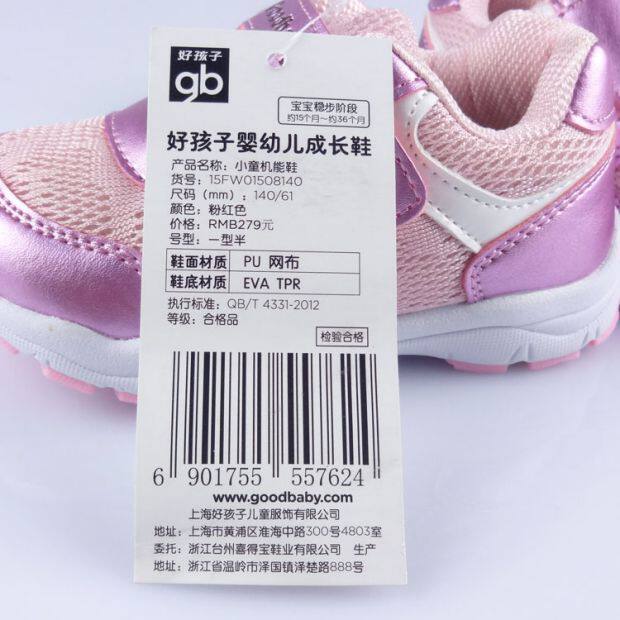 好孩子
gb
宝宝稳步阶段
约15个月~约36个月
好孩子婴幼儿成长鞋
产品名称：小童机能鞋
货号：15FW01508140
尺码（mm）：140/61
颜色：粉红色
价格：RMB279元
号型：一型半
鞋面材质 PU 网布
鞋底材质 EVA TPR
执行标准：QB/T 4331-2012
等级：合格品
检验合格
6 901755 557624
www.goodbaby.com
上海好孩子儿童服饰有限公司
地址：上海市黄浦区淮海中路300号4803室
委托：浙江台州喜得宝鞋业有限公司 生产
地址：浙江省温岭市泽国镇泽楚路888号